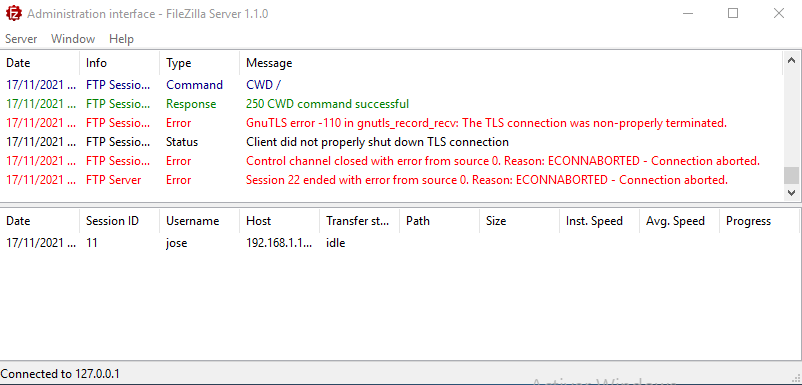 Administration interface - FileZilla Server 1.1.0
Server Window Help
Date Info Type Message
17/11/2021 ... FTP Sessio... Command CWD /
17/11/2021 ... FTP Sessio... Response 250 CWD command successful
17/11/2021 ... FTP Sessio... Error GnuTLS error -110 in gnutls_record_recv: The TLS connection was non-properly terminated.
17/11/2021 ... FTP Sessio... Status Client did not properly shut down TLS connection
17/11/2021 ... FTP Sessio... Error Control channel closed with error from source 0. Reason: ECONNABORTED - Connection aborted.
17/11/2021 ... FTP Server Error Session 22 ended with error from source 0. Reason: ECONNABORTED - Connection aborted.
Date Session ID Username Host Transfer st... Path Size Inst. Speed Avg. Speed Progress
17/11/2021 ... 11 jose 192.168.1.1... idle
Connected to 127.0.0.1